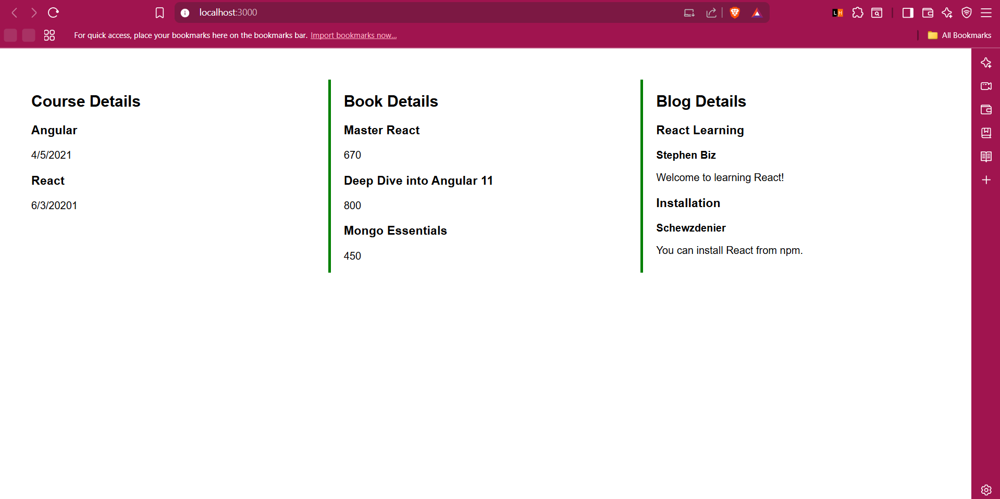 localhost:3000
LH
For quick access, place your bookmarks here on the bookmarks bar. Import bookmarks now...
All Bookmarks
Course Details
Angular
4/5/2021
React
6/3/20201
Book Details
Master React
670
Deep Dive into Angular 11
800
Mongo Essentials
450
Blog Details
React Learning
Stephen Biz
Welcome to learning React!
Installation
Schewzdenier
You can install React from npm.